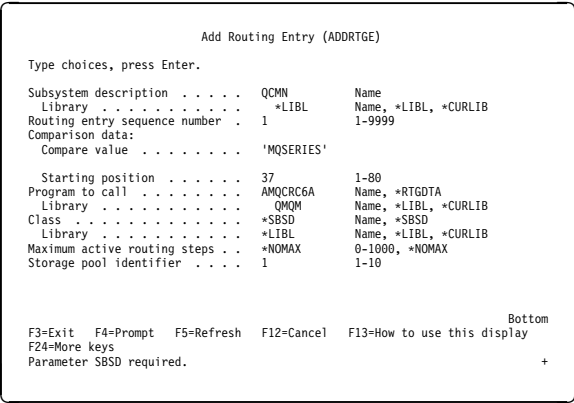 Add Routing Entry (ADDRTGE)
Type choices, press Enter.
Subsystem description . . . . . QCMN Name
Library . . . . . . . . . . . *LIBL Name, *LIBL, *CURLIB
Routing entry sequence number . 1 1-9999
Comparison data:
Compare value . . . . . . . . 'MQSERIES'
Starting position . . . . . . 37 1-80
Program to call . . . . . . . . AMQCRC6A Name, *RTGDTA
Library . . . . . . . . . . . QMQM Name, *LIBL, *CURLIB
Class . . . . . . . . . . . . . *SBSD Name, *SBSD
Library . . . . . . . . . . . *LIBL Name, *LIBL, *CURLIB
Maximum active routing steps . . *NOMAX 0-1000, *NOMAX
Storage pool identifier . . . . 1 1-10
Bottom
F3=Exit F4=Prompt F5=Refresh F12=Cancel F13=How to use this display
F24=More keys
Parameter SBSD required. +